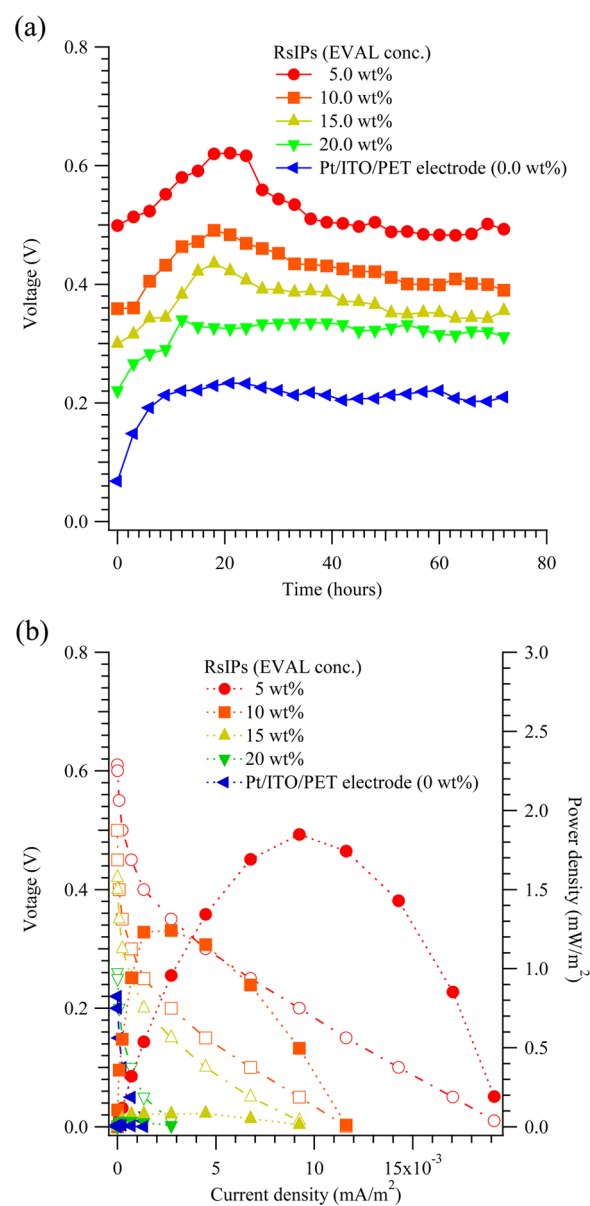 (a)
0.8
0.6
0.4
0.2
0.0
Voltage (V)
RsIPs (EVAL conc.)
5.0 wt%
10.0 wt%
15.0 wt%
20.0 wt%
Pt/ITO/PET electrode (0.0 wt%)
0 20 40 60 80
Time (hours)
(b)
0.8
0.6
0.4
0.2
0.0
Votage (V)
RsIPs (EVAL conc.)
5 wt%
10 wt%
15 wt%
20 wt%
Pt/ITO/PET electrode (0 wt%)
3.0
2.5
2.0
1.5
1.0
0.5
0.0
Power density (mW/m²)
0 5 10 15x10⁻³
Current density (mA/m²)